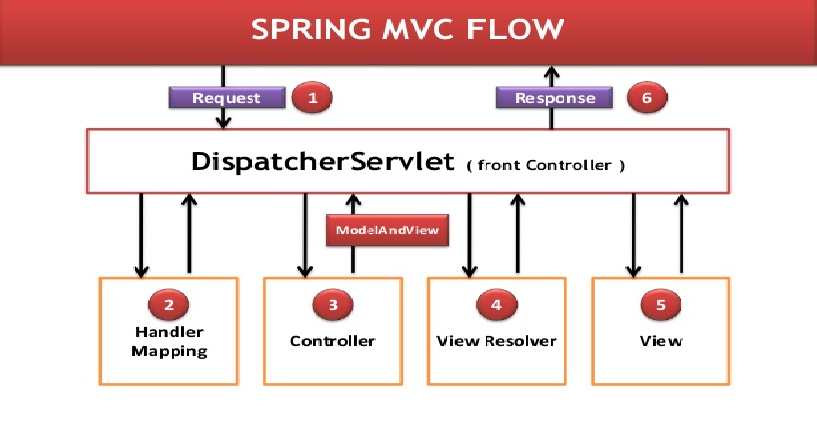 SPRING MVC FLOW
Request 1
Response 6
DispatcherServlet ( front Controller )
ModelAndView
2
Handler
Mapping
3
Controller
4
View Resolver
5
View